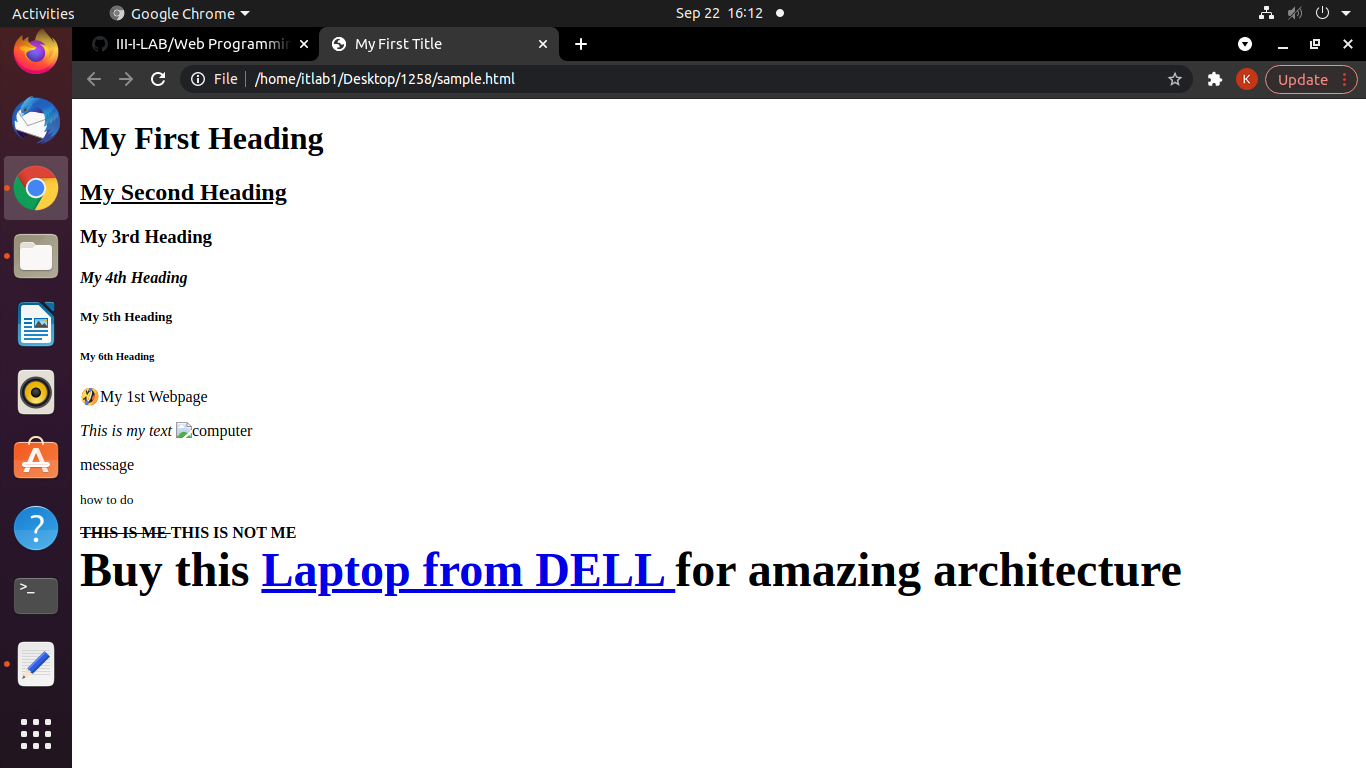 Activities Google Chrome Sep 22 16:12
III-I-LAB/Web Programmin My First Title
File /home/itlab1/Desktop/1258/sample.html K Update
My First Heading
My Second Heading
My 3rd Heading
My 4th Heading
My 5th Heading
My 6th Heading
🤣My 1st Webpage
This is my text computer
message
how to do
THIS IS ME THIS IS NOT ME
Buy this Laptop from DELL for amazing architecture